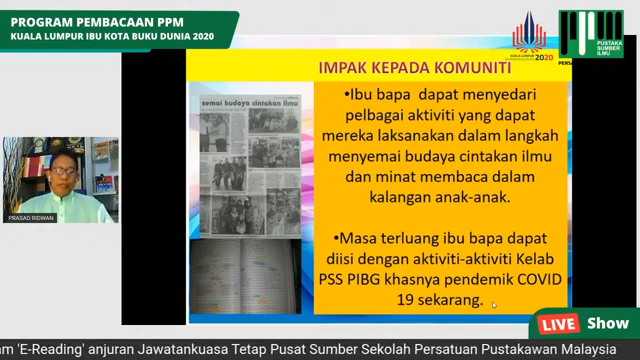 PROGRAM PEMBACAAN PPM
KUALA LUMPUR IBU KOTA BUKU DUNIA 2020
2020
PUSTAKA
SUMBER
ILMU
IMPAK KEPADA KOMUNITI
semai budaya cintakan ilmu
•Ibu bapa dapat menyedari
pelbagai aktiviti yang dapat
mereka laksanakan dalam langkah
menyemai budaya cintakan ilmu
dan minat membaca dalam
kalangan anak-anak.
•Masa terluang ibu bapa dapat
diisi dengan aktiviti-aktiviti Kelab
PSS PIBG khasnya pendemik COVID
19 sekarang.
PRASAD RIDWAN
LIVE Show
am 'E-Reading' anjuran Jawatankuasa Tetap Pusat Sumber Sekolah Persatuan Pustakawan Malaysia